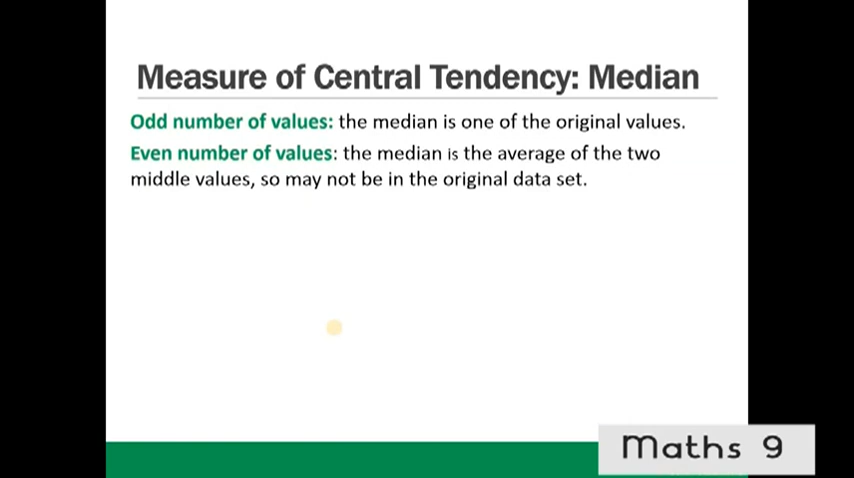 Measure of Central Tendency: Median
Odd number of values: the median is one of the original values.
Even number of values: the median is the average of the two
middle values, so may not be in the original data set.
Maths 9